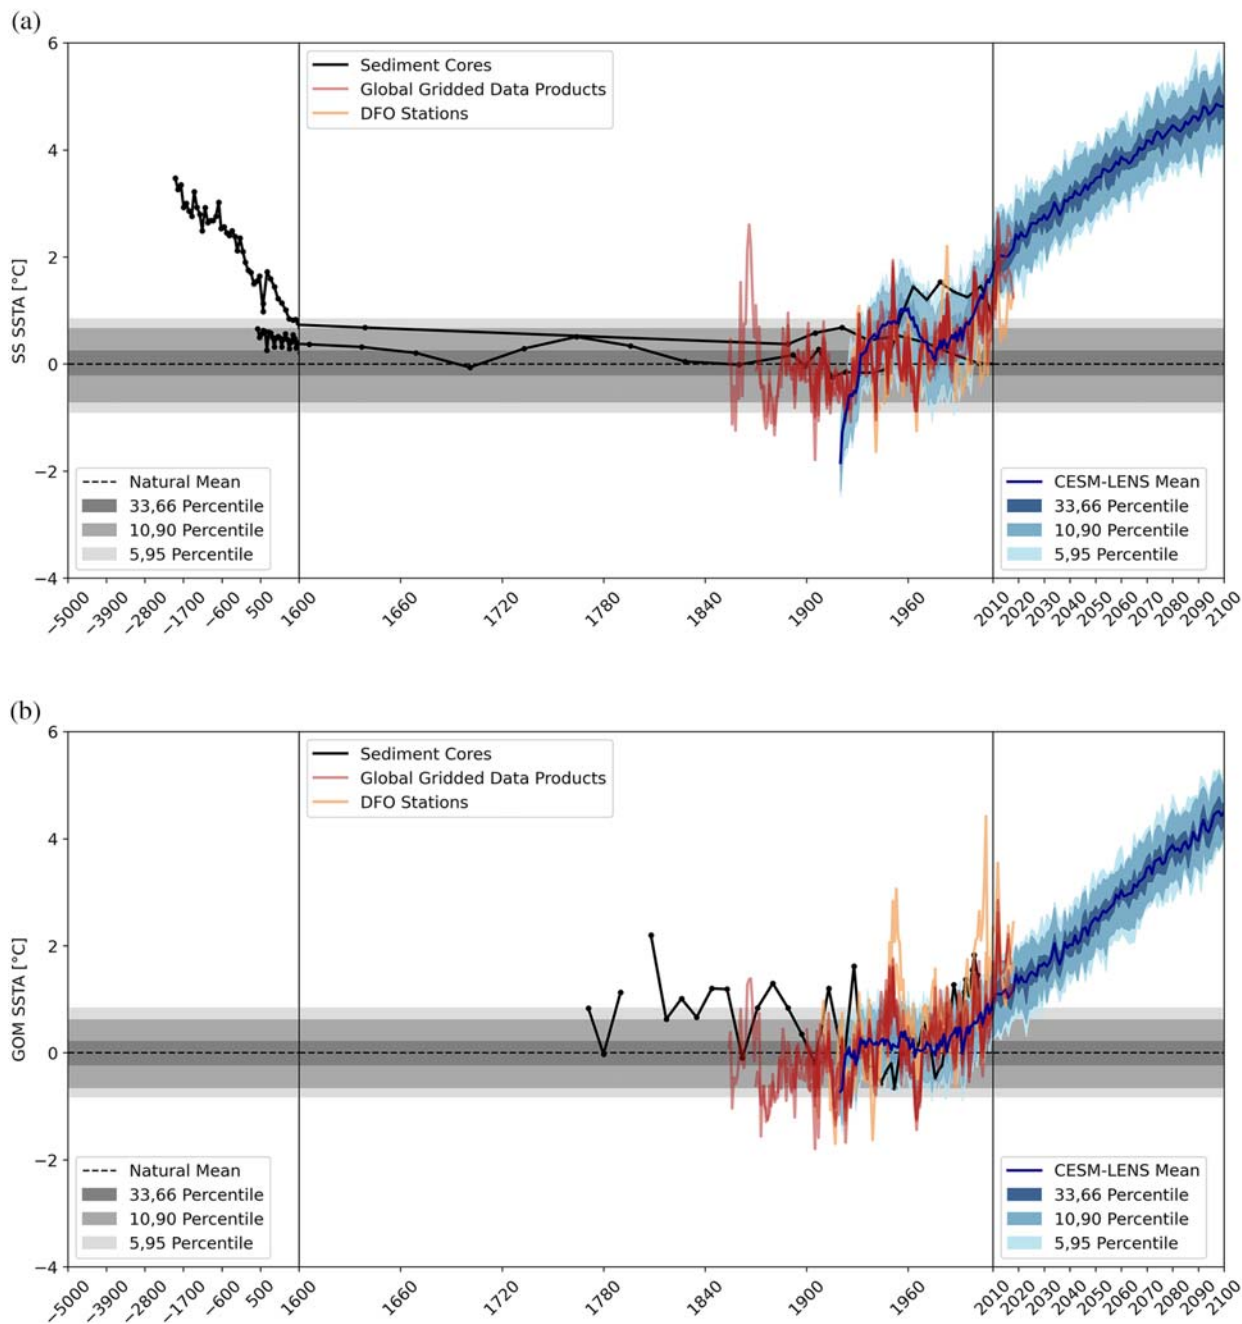 (a)
6
4
2
0
−2
−4
SS SSTA [°C]
Sediment Cores
Global Gridded Data Products
DFO Stations
Natural Mean
33,66 Percentile
10,90 Percentile
5,95 Percentile
CESM-LENS Mean
33,66 Percentile
10,90 Percentile
5,95 Percentile
−5000 −3900 −2800 −1700 −600 500 1600 1660 1720 1780 1840 1900 1960 2010 2020 2030 2040 2050 2060 2070 2080 2090 2100
(b)
6
4
2
0
−2
−4
GOM SSTA [°C]
Sediment Cores
Global Gridded Data Products
DFO Stations
Natural Mean
33,66 Percentile
10,90 Percentile
5,95 Percentile
CESM-LENS Mean
33,66 Percentile
10,90 Percentile
5,95 Percentile
−5000 −3900 −2800 −1700 −600 500 1600 1660 1720 1780 1840 1900 1960 2010 2020 2030 2040 2050 2060 2070 2080 2090 2100